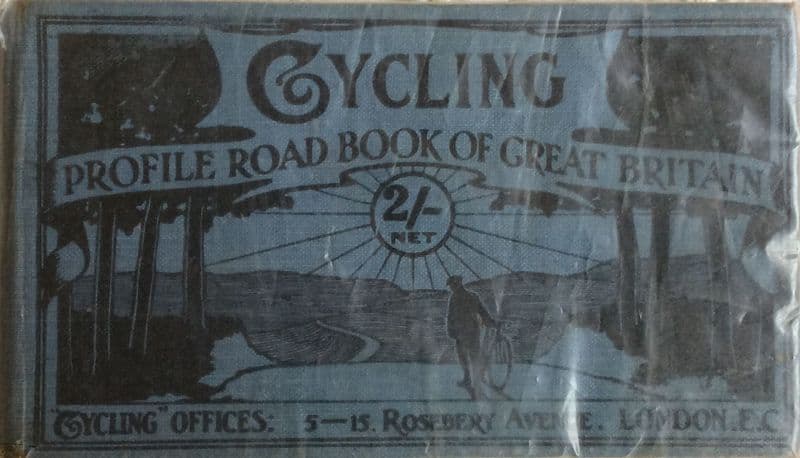 CYCLING
PROFILE ROAD BOOK OF GREAT BRITAIN
2/-
NET
"CYCLING" OFFICES: 5—15. ROSEBERY AVENUE. LONDON. E.C